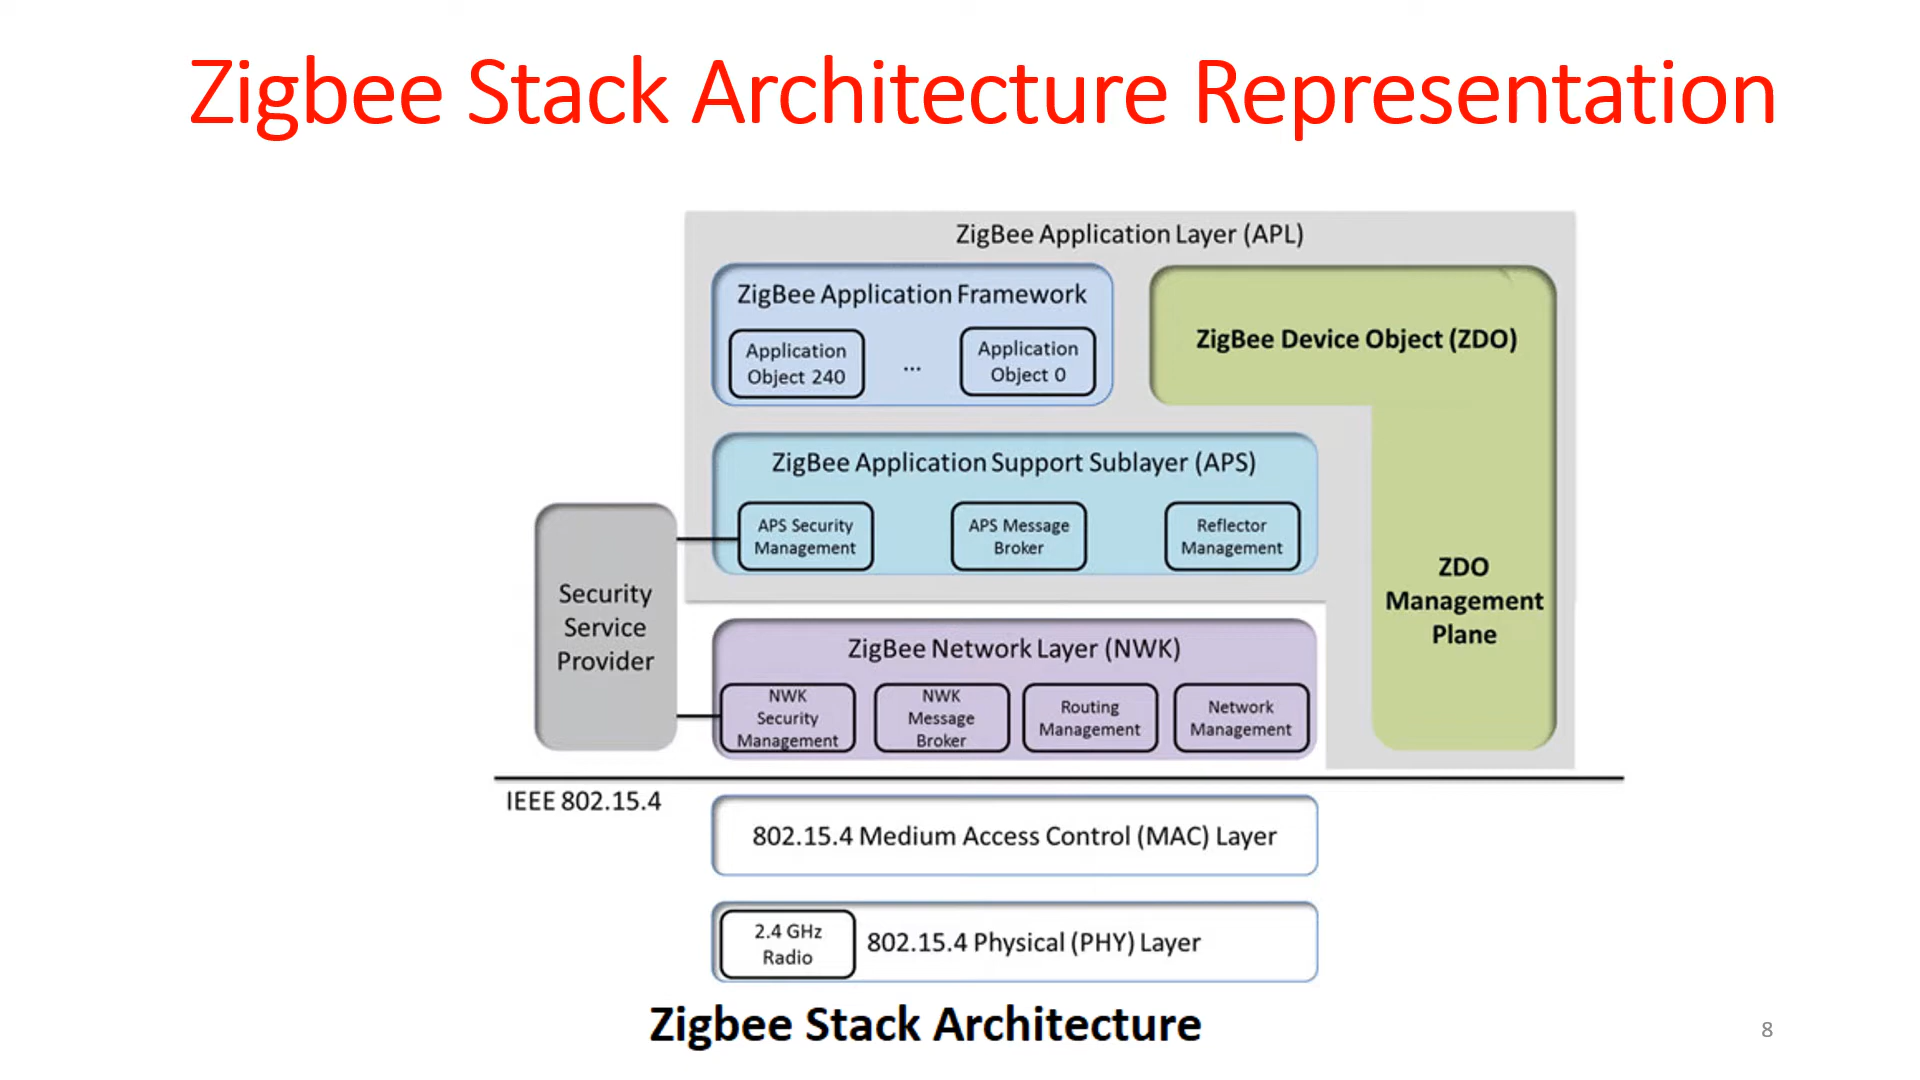 Zigbee Stack Architecture Representation
ZigBee Application Layer (APL)
ZigBee Application Framework
Application
Object 240
...
Application
Object 0
ZigBee Device Object (ZDO)
ZigBee Application Support Sublayer (APS)
APS Security
Management
APS Message
Broker
Reflector
Management
Security
Service
Provider
ZDO
Management
Plane
ZigBee Network Layer (NWK)
NWK
Security
Management
NWK
Message
Broker
Routing
Management
Network
Management
IEEE 802.15.4
802.15.4 Medium Access Control (MAC) Layer
2.4 GHz
Radio
802.15.4 Physical (PHY) Layer
Zigbee Stack Architecture
8